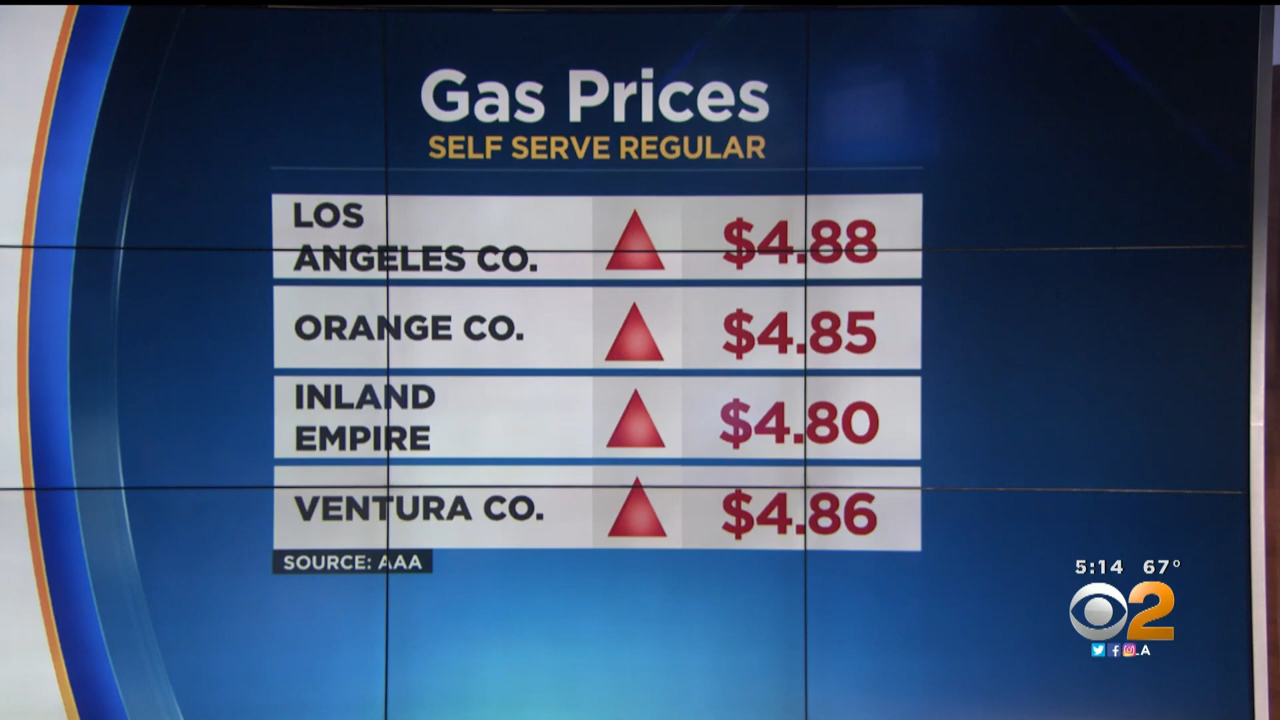 Gas Prices
SELF SERVE REGULAR
LOS
ANGELES CO.
$4.88
ORANGE CO.
$4.85
INLAND
EMPIRE
$4.80
VENTURA CO.
$4.86
SOURCE: AAA
5:14 67°
2
.LA